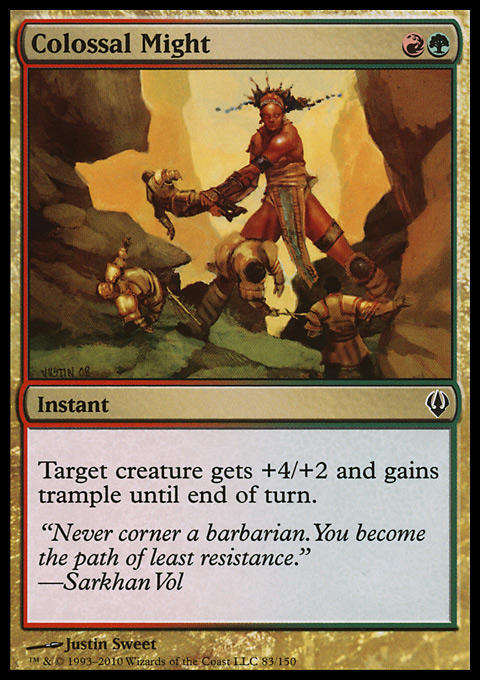 Colossal Might
JUSTIN 08
Instant
Target creature gets +4/+2 and gains
trample until end of turn.
“Never corner a barbarian. You become
the path of least resistance.”
—Sarkhan Vol
Justin Sweet
™ & © 1993–2010 Wizards of the Coast LLC 83/150